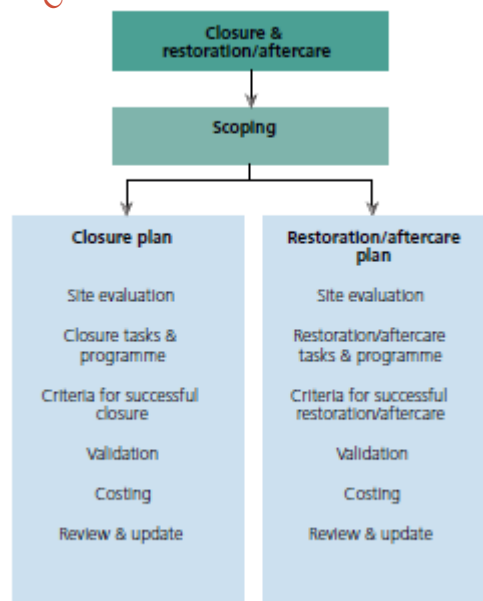 Closure &
restoration/aftercare
Scoping
Closure plan
Site evaluation
Closure tasks &
programme
Criteria for successful
closure
Validation
Costing
Review & update
Restoration/aftercare
plan
Site evaluation
Restoration/aftercare
tasks & programme
Criteria for successful
restoration/aftercare
Validation
Costing
Review & update